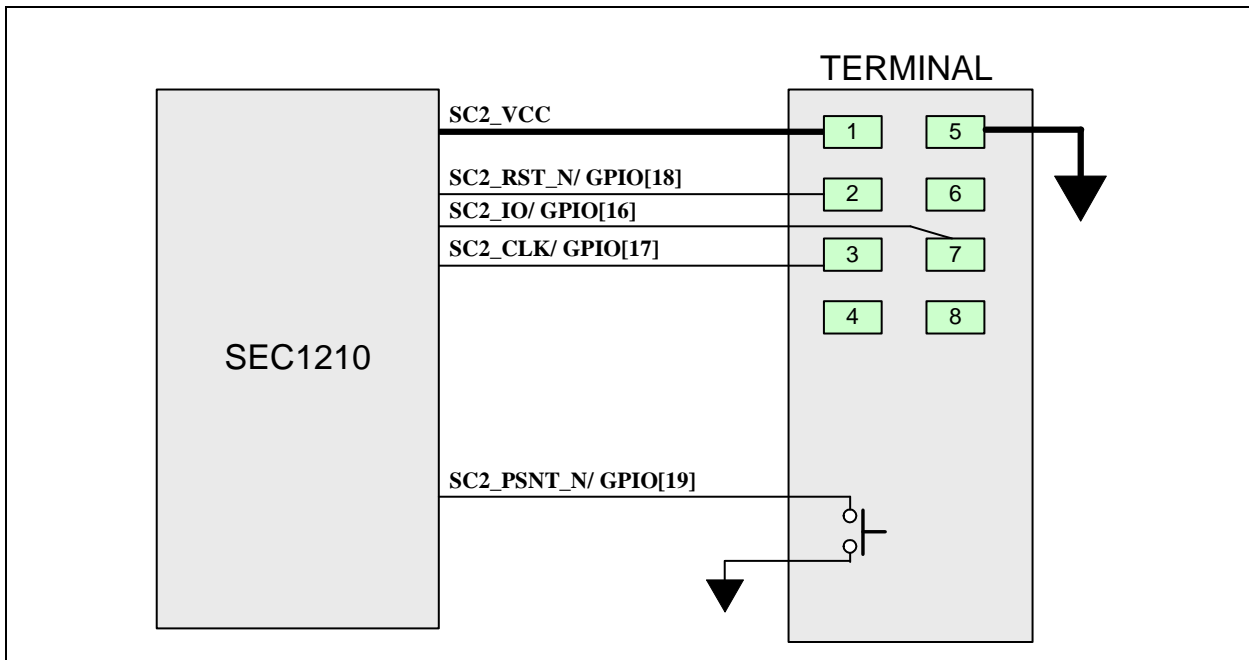 TERMINAL
SC2_VCC
1 5
SC2_RST_N/ GPIO[18]
2 6
SC2_IO/ GPIO[16]
SC2_CLK/ GPIO[17]
3 7
4 8
SEC1210
SC2_PSNT_N/ GPIO[19]